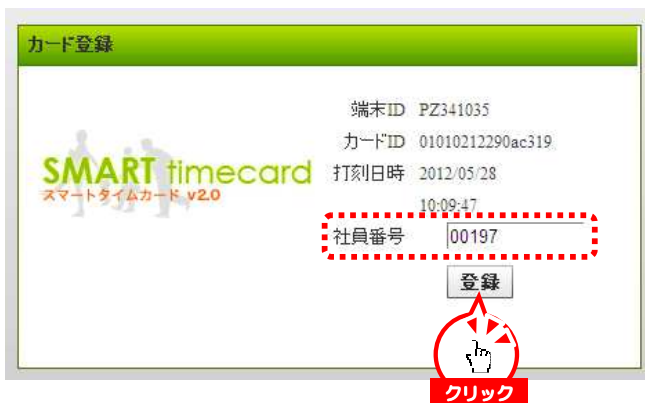 カード登録
端末ID PZ341035
カードID 01010212290ac319
SMART timecard
スマートタイムカード v2.0
打刻日時 2012/05/28
10:09:47
社員番号 00197
登録
クリック